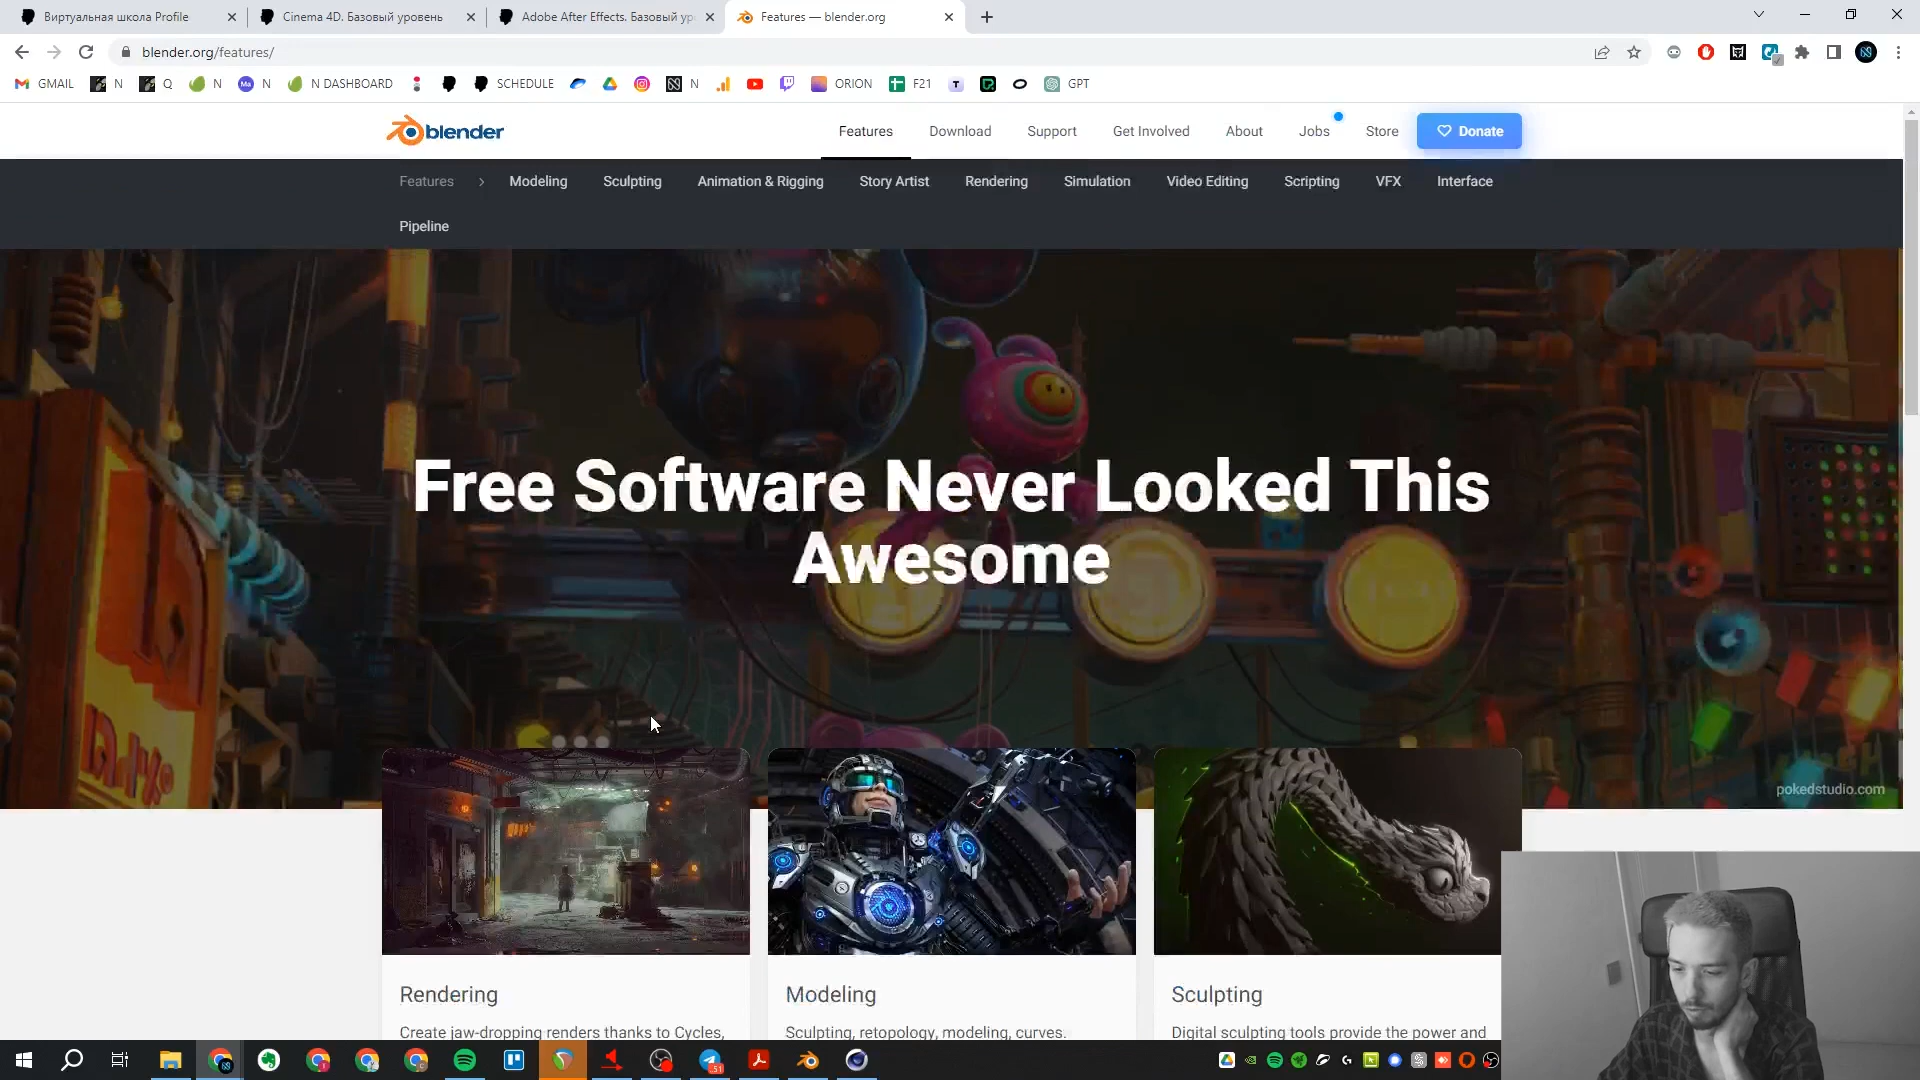 Виртуальная школа Profile
Cinema 4D. Базовый уровень
Adobe After Effects. Базовый ур
Features — blender.org
blender.org/features/
GMAIL
N
Q
N
N
N DASHBOARD
SCHEDULE
N
ORION
F21
GPT
blender
Features
Download
Support
Get Involved
About
Jobs
Store
Donate
Features
Modeling
Sculpting
Animation & Rigging
Story Artist
Rendering
Simulation
Video Editing
Scripting
VFX
Interface
Pipeline
Free Software Never Looked This
Awesome
pokedstudio.com
Rendering
Modeling
Sculpting
Create jaw-dropping renders thanks to Cycles,
Sculpting, retopology, modeling, curves.
Digital sculpting tools provide the power and